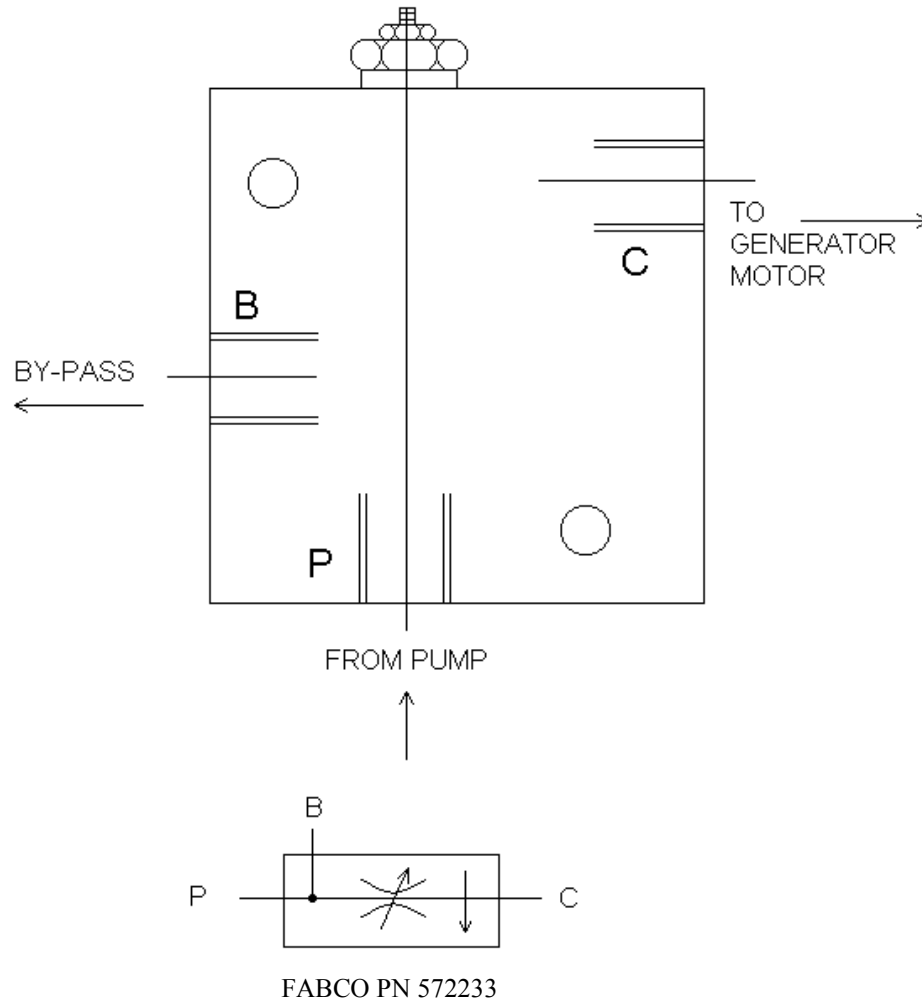 TO
GENERATOR
MOTOR
C
B
BY-PASS
P
FROM PUMP
B
P
C
FABCO PN 572233